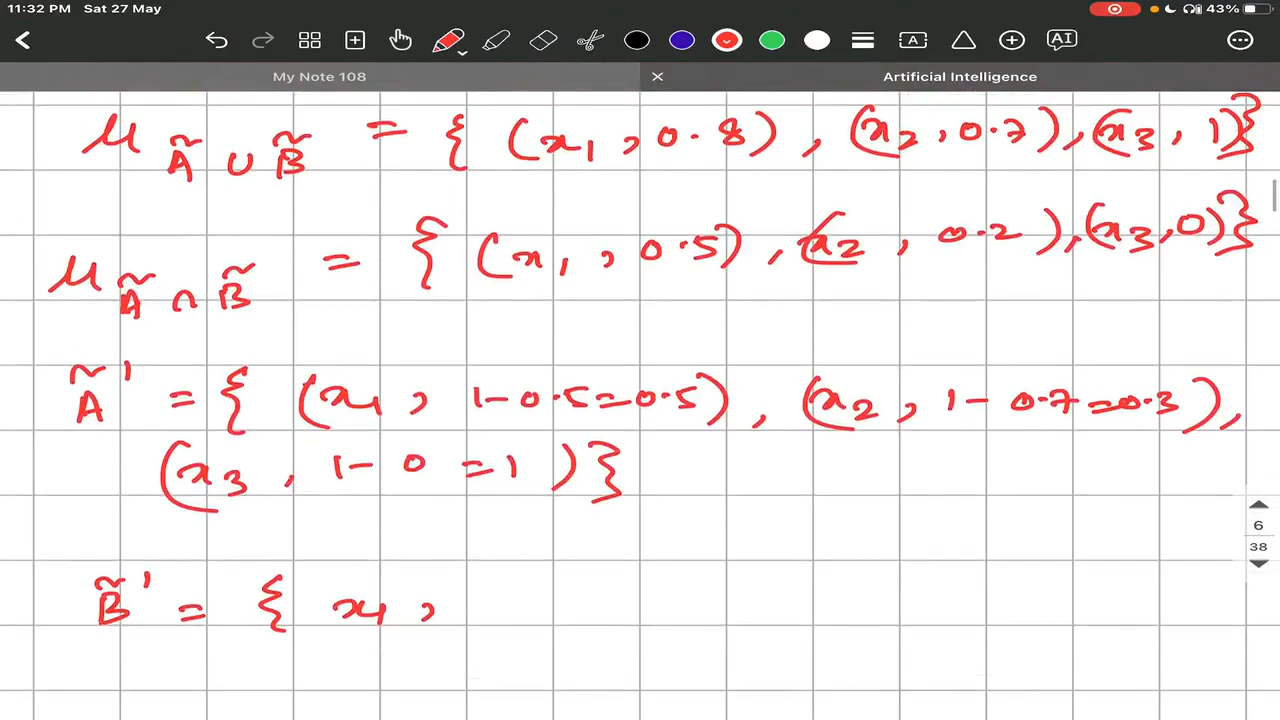 11:32 PM Sat 27 May 43%
A AI
My Note 108 Artificial Intelligence
μ Ã ∪ B̃ = { (x₁, 0.8), (x₂, 0.7), (x₃, 1)}
μ Ã ∩ B̃ = { (x₁, 0.5), (x₂, 0.2), (x₃, 0)}
Ã' = { (x₁, 1-0.5=0.5), (x₂, 1-0.7=0.3),
(x₃, 1-0 =1 )}
6
38
B̃' = { x₁,